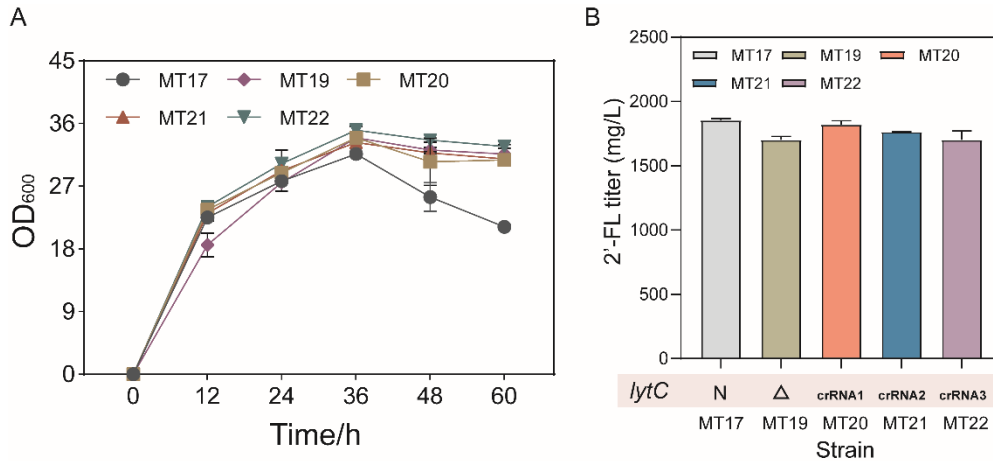 A
45
36
27
18
9
0
OD600
MT17 MT19 MT20
MT21 MT22
0 12 24 36 48 60
Time/h
B
2500
2000
1500
1000
500
0
2’-FL titer (mg/L)
MT17 MT19 MT20
MT21 MT22
lytC N Δ crRNA1 crRNA2 crRNA3
MT17 MT19 MT20 MT21 MT22
Strain